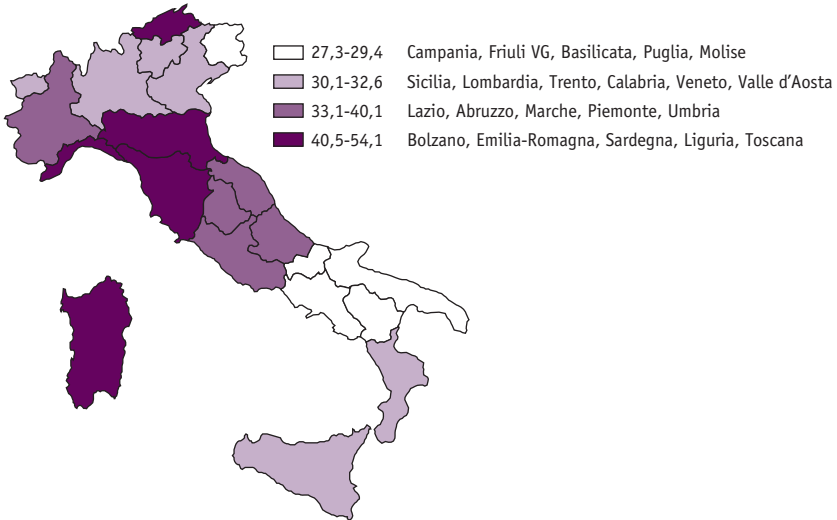 27,3-29,4 Campania, Friuli VG, Basilicata, Puglia, Molise
30,1-32,6 Sicilia, Lombardia, Trento, Calabria, Veneto, Valle d'Aosta
33,1-40,1 Lazio, Abruzzo, Marche, Piemonte, Umbria
40,5-54,1 Bolzano, Emilia-Romagna, Sardegna, Liguria, Toscana